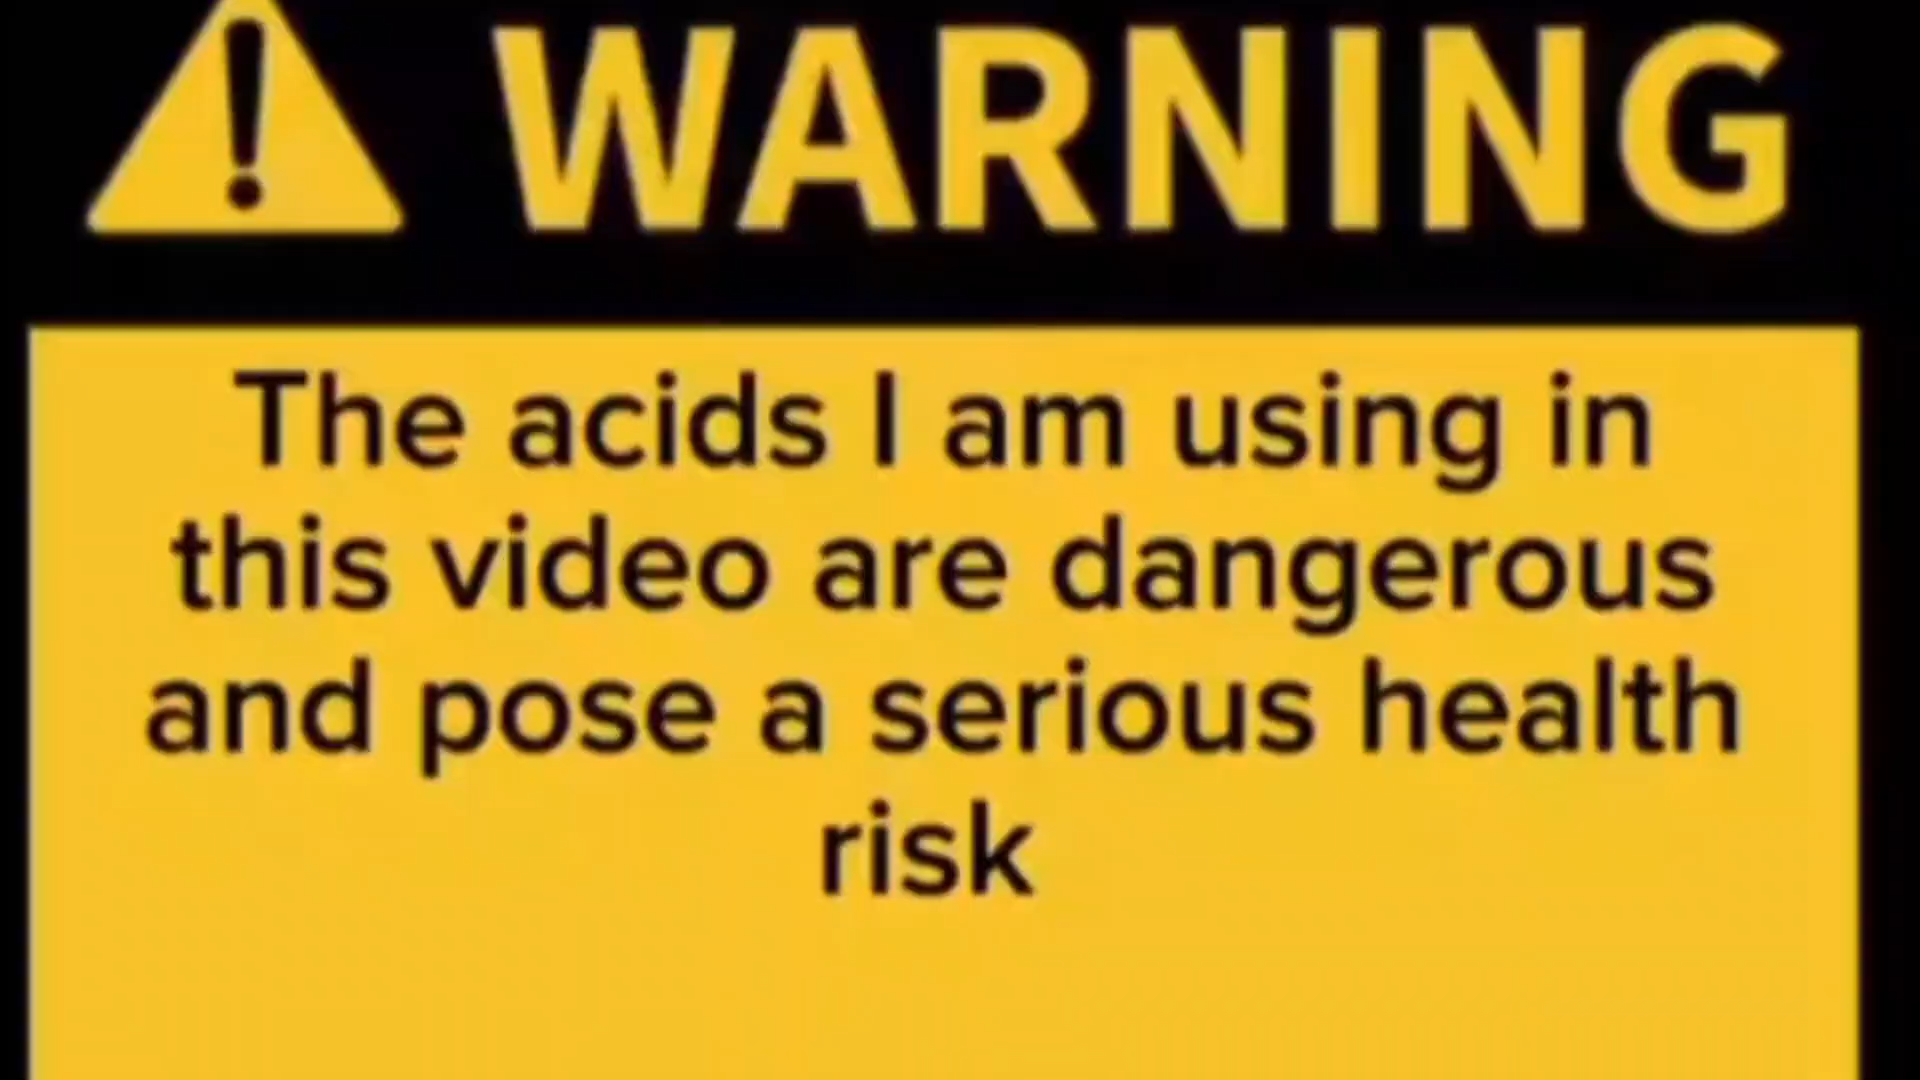 WARNING
The acids I am using in
this video are dangerous
and pose a serious health
risk